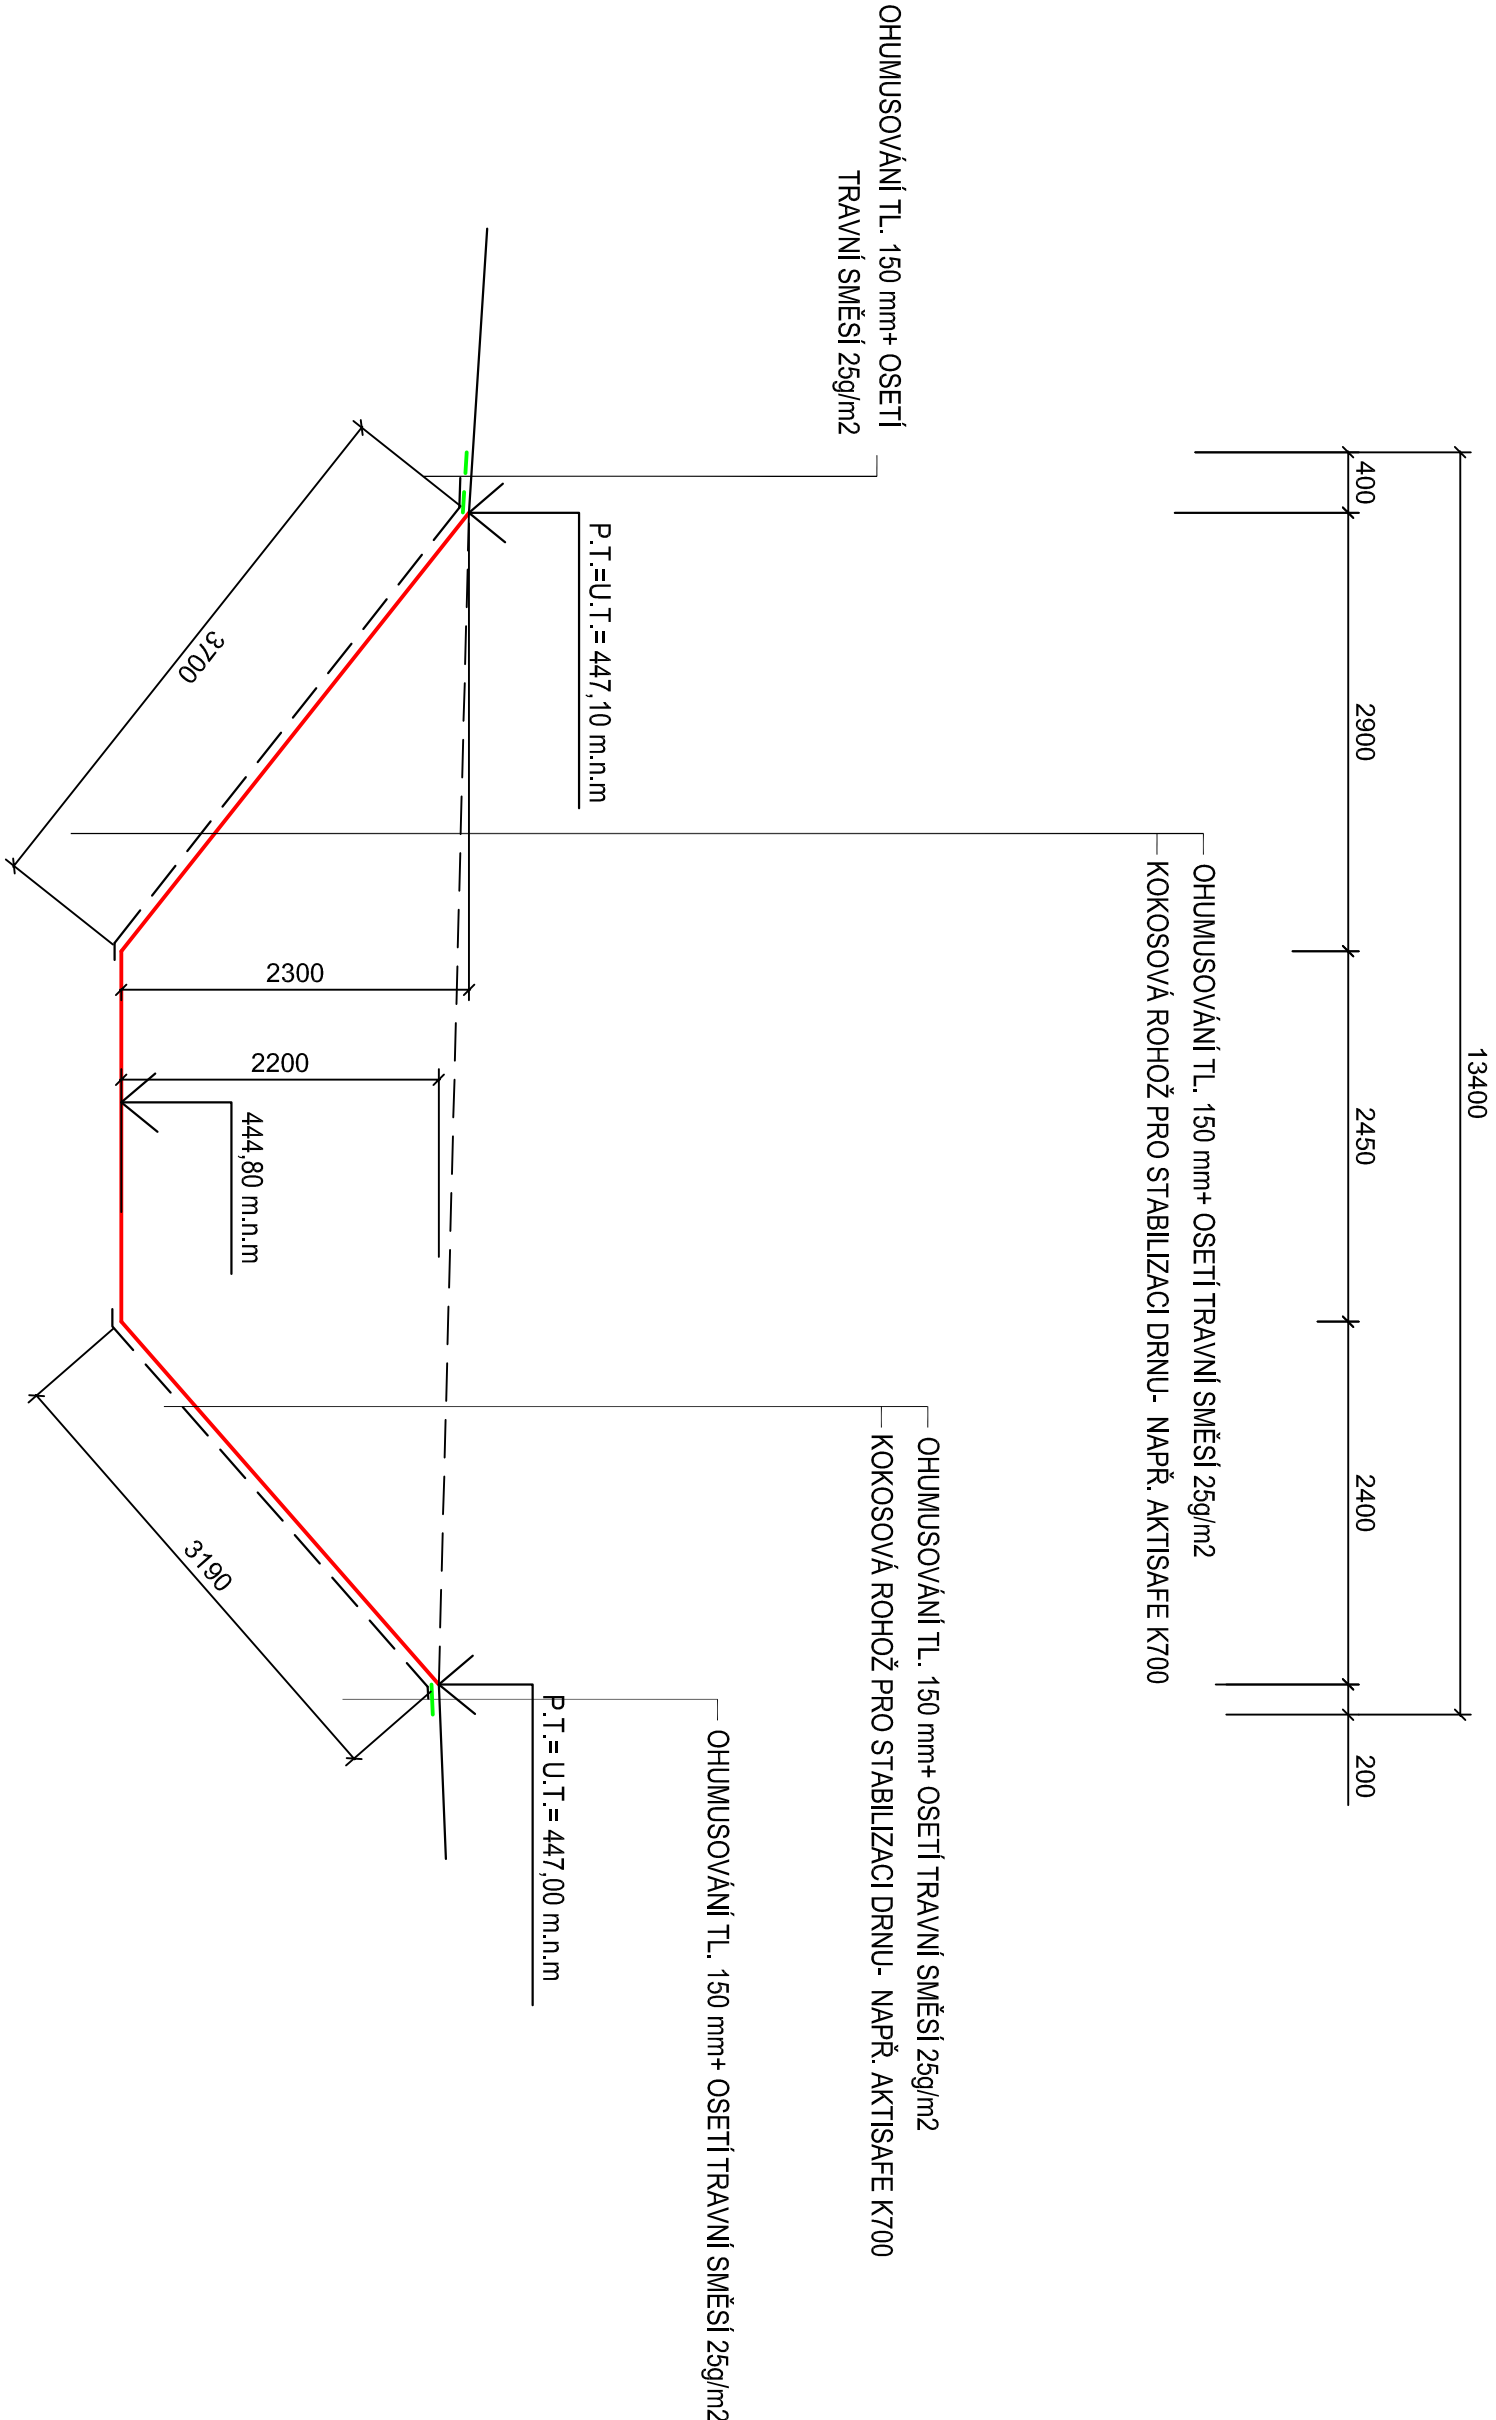 13400
400
2900
2450
2400
200
OHUMUSOVÁNÍ TL. 150 mm+ OSETÍ TRAVNÍ SMĚSÍ 25g/m2
KOKOSOVÁ ROHOŽ PRO STABILIZACI DRNU- NAPŘ. AKTISAFE K700
OHUMUSOVÁNÍ TL. 150 mm+ OSETÍ
TRAVNÍ SMĚSÍ 25g/m2
OHUMUSOVÁNÍ TL. 150 mm+ OSETÍ TRAVNÍ SMĚSÍ 25g/m2
KOKOSOVÁ ROHOŽ PRO STABILIZACI DRNU- NAPŘ. AKTISAFE K700
OHUMUSOVÁNÍ TL. 150 mm+ OSETÍ TRAVNÍ SMĚSÍ 25g/m2
P.T.=U.T.= 447,10 m.n.m
P.T.= U.T.= 447,00 m.n.m
2300
2200
444,80 m.n.m
3700
3190